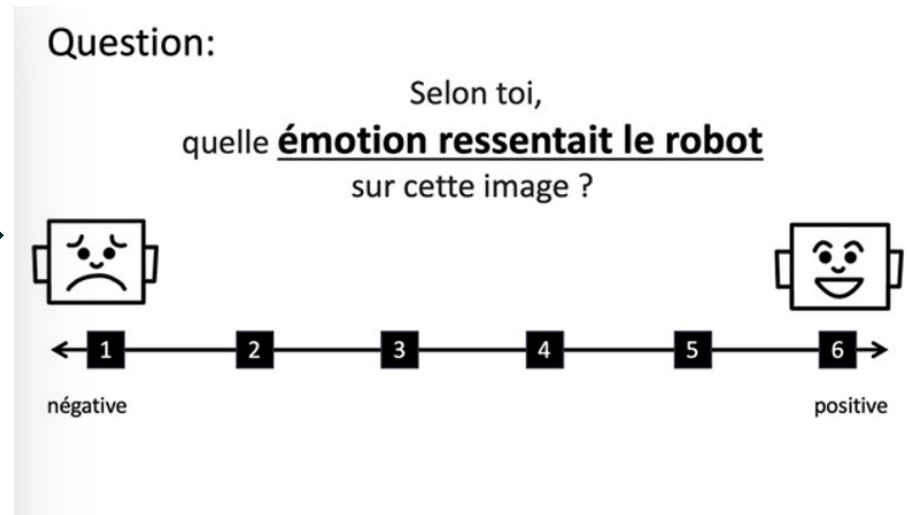 Question:
Selon toi,
quelle émotion ressentait le robot
sur cette image ?
1 2 3 4 5 6
négative positive